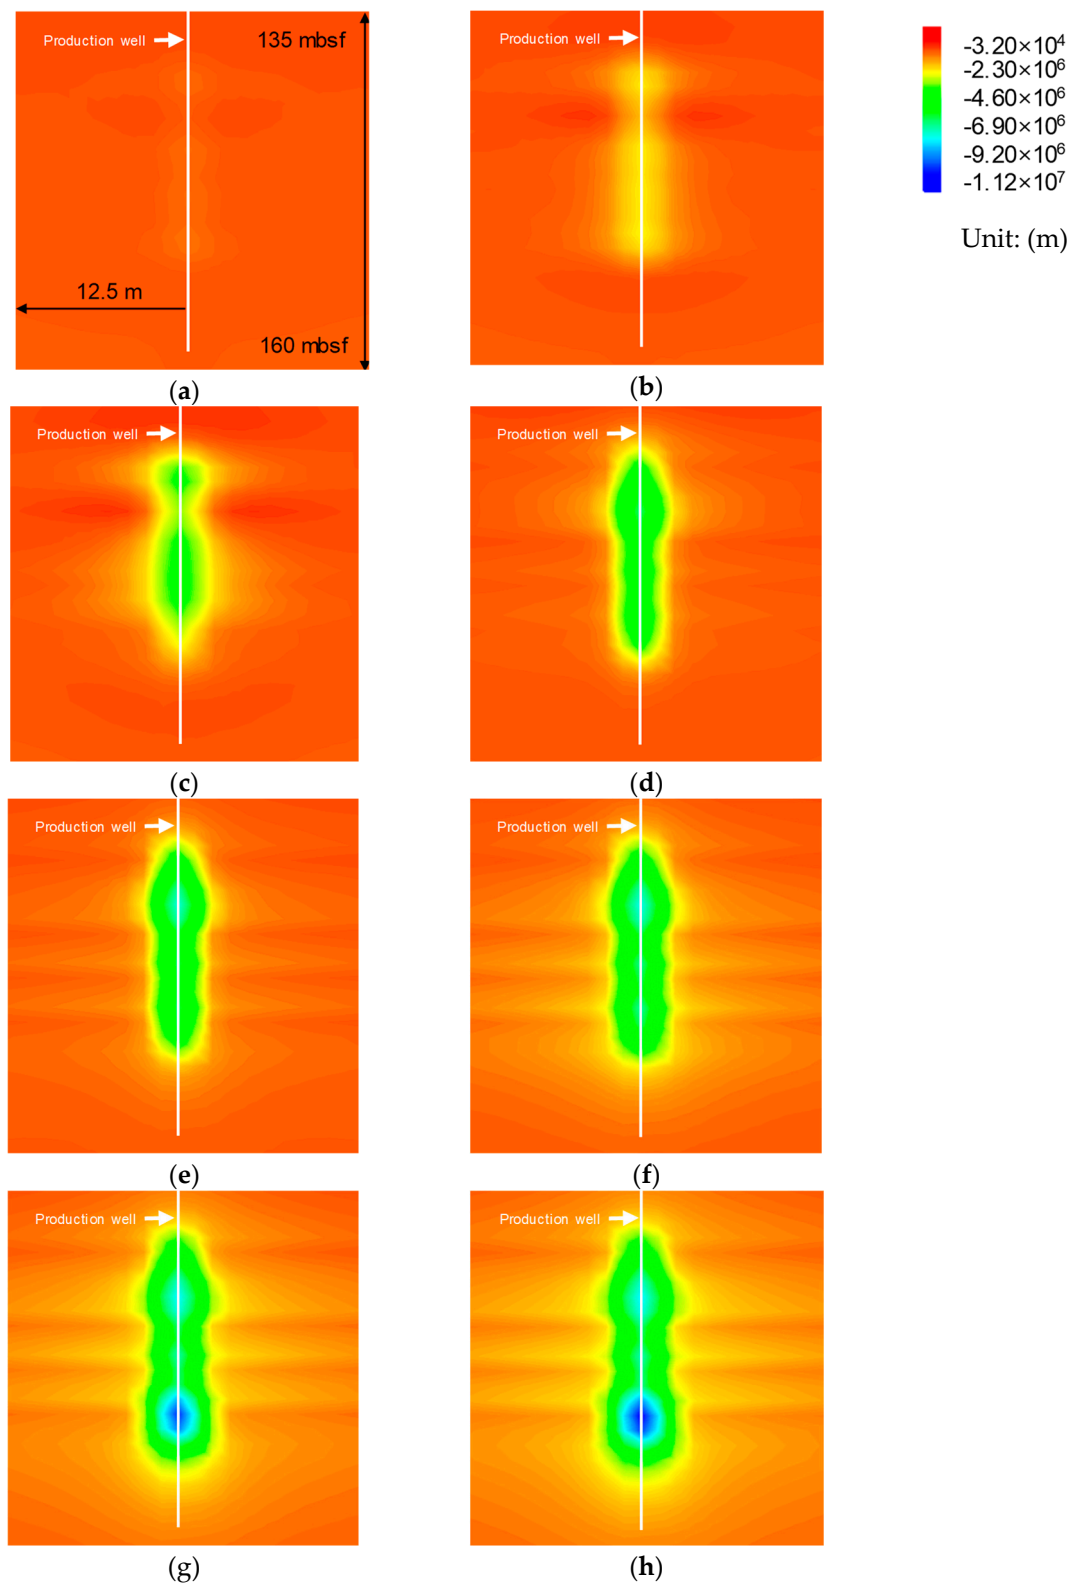 Production well
135 mbsf
12.5 m
160 mbsf
(a)
Production well
(b)
-3.20×10⁴
-2.30×10⁶
-4.60×10⁶
-6.90×10⁶
-9.20×10⁶
-1.12×10⁷
Unit: (m)
Production well
(c)
Production well
(d)
Production well
(e)
Production well
(f)
Production well
(g)
Production well
(h)